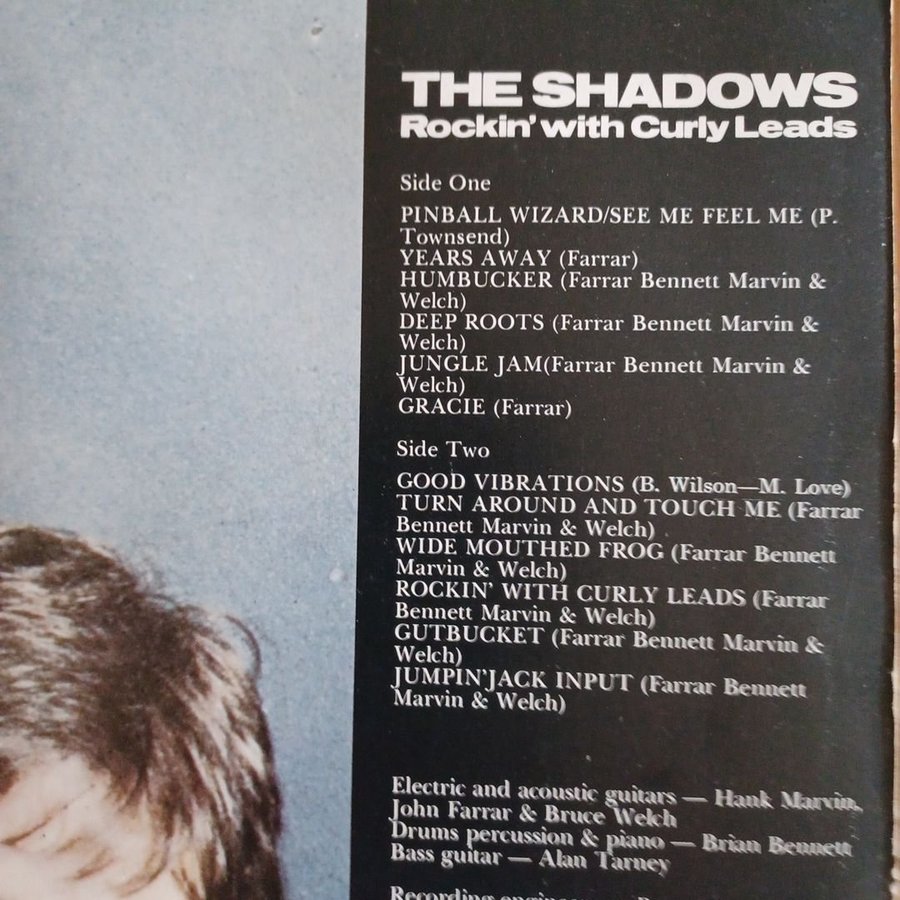 THE SHADOWS
Rockin' with Curly Leads
Side One
PINBALL WIZARD/SEE ME FEEL ME (P.
Townsend)
YEARS AWAY (Farrar)
HUMBUCKER (Farrar Bennett Marvin &
Welch)
DEEP ROOTS (Farrar Bennett Marvin &
Welch)
JUNGLE JAM(Farrar Bennett Marvin &
Welch)
GRACIE (Farrar)
Side Two
GOOD VIBRATIONS (B. Wilson—M. Love)
TURN AROUND AND TOUCH ME (Farrar
Bennett Marvin & Welch)
WIDE MOUTHED FROG (Farrar Bennett
Marvin & Welch)
ROCKIN' WITH CURLY LEADS (Farrar
Bennett Marvin & Welch)
GUTBUCKET (Farrar Bennett Marvin &
Welch)
JUMPIN'JACK INPUT (Farrar Bennett
Marvin & Welch)
Electric and acoustic guitars — Hank Marvin,
John Farrar & Bruce Welch
Drums percussion & piano — Brian Bennett
Bass guitar — Alan Tarney
Recording